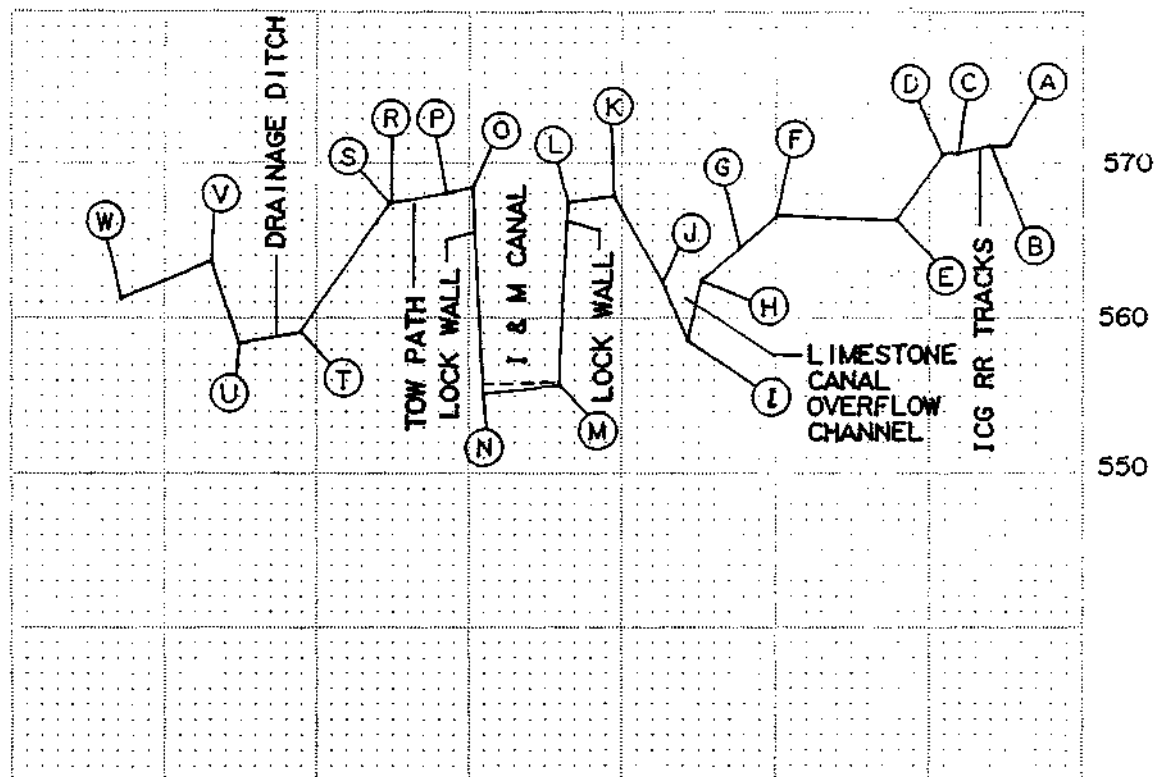 W
V
DRAINAGE DITCH
U
T
S
R
P
O
TOW PATH
LOCK WALL
I & M CANAL
N
L
K
LOCK WALL
M
J
G
F
H
I
LIMESTONE
CANAL
OVERFLOW
CHANNEL
D
C
A
E
B
ICG RR TRACKS
570
560
550